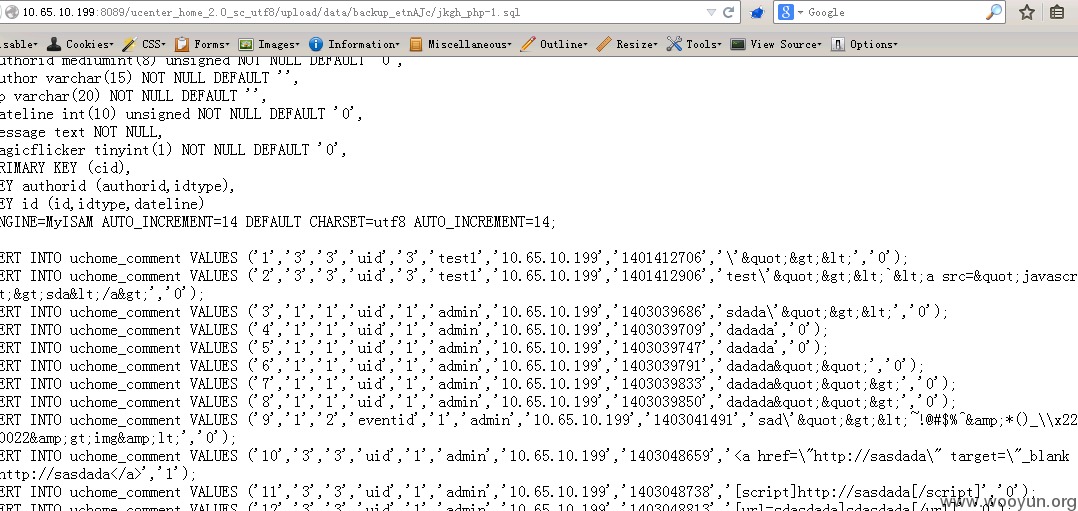 10.65.10.199:8089/ucenter_home_2.0_sc_utf8/upload/data/backup_etnAJc/jkgh_php-1.sql
Google
sable Cookies CSS Forms Images Information Miscellaneous Outline Resize Tools View Source Options
uthorid mediumint(8) unsigned NOT NULL DEFAULT '0',
uthor varchar(15) NOT NULL DEFAULT '',
p varchar(20) NOT NULL DEFAULT '',
ateline int(10) unsigned NOT NULL DEFAULT '0',
essage text NOT NULL,
agicflicker tinyint(1) NOT NULL DEFAULT '0',
RIMARY KEY (cid),
EY authorid (authorid,idtype),
EY id (id,idtype,dateline)
NGINE=MyISAM AUTO_INCREMENT=14 DEFAULT CHARSET=utf8 AUTO_INCREMENT=14;
ERT INTO uchome_comment VALUES ('1','3','3','uid','3','test1','10.65.10.199','1401412706','\'&quot;&gt;&lt;','0');
ERT INTO uchome_comment VALUES ('2','3','3','uid','3','test1','10.65.10.199','1401412906','test\'&quot;&gt;&lt;`&lt;a src=&quot;javascr
t;&gt;sda&lt;/a&gt;','0');
ERT INTO uchome_comment VALUES ('3','1','1','uid','1','admin','10.65.10.199','1403039686','sdada\'&quot;&gt;&lt;','0');
ERT INTO uchome_comment VALUES ('4','1','1','uid','1','admin','10.65.10.199','1403039709','dadada','0');
ERT INTO uchome_comment VALUES ('5','1','1','uid','1','admin','10.65.10.199','1403039747','dadada','0');
ERT INTO uchome_comment VALUES ('6','1','1','uid','1','admin','10.65.10.199','1403039791','dadada&quot;&quot;','0');
ERT INTO uchome_comment VALUES ('7','1','1','uid','1','admin','10.65.10.199','1403039833','dadada&quot;&quot;&gt;','0');
ERT INTO uchome_comment VALUES ('8','1','1','uid','1','admin','10.65.10.199','1403039850','dadada&quot;&quot;&gt;','0');
ERT INTO uchome_comment VALUES ('9','1','2','eventid','1','admin','10.65.10.199','1403041491','sad\'&quot;&gt;&lt;~!@#$%^&amp;*()_\\x22
0022&amp;gt;img&amp;lt;','0');
ERT INTO uchome_comment VALUES ('10','3','3','uid','1','admin','10.65.10.199','1403048659','<a href=\"http://sasdada\" target=\"_blank
http://sasdada</a>','1');
ERT INTO uchome_comment VALUES ('11','3','3','uid','1','admin','10.65.10.199','1403048738','[script]http://sasdada[/script]','0');
ERT INTO uchome_comment VALUES ('12','3','3','uid','1','admin','10.65.10.199','1403048813','[url=sdasdada]sdasdada[/url]','0');
www.wooyun.org